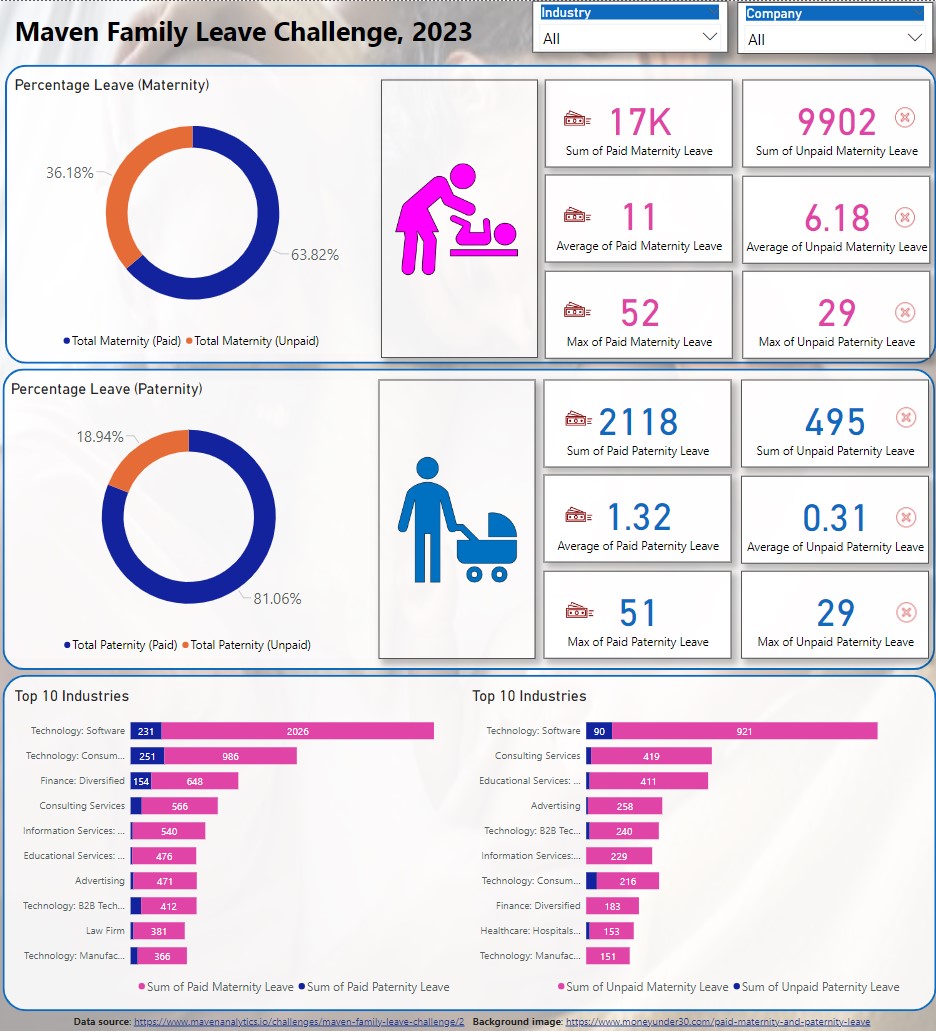 Maven Family Leave Challenge, 2023
Industry
All
Company
All
Percentage Leave (Maternity)
36.18%
63.82%
Total Maternity (Paid) Total Maternity (Unpaid)
17K
Sum of Paid Maternity Leave
9902
Sum of Unpaid Maternity Leave
11
Average of Paid Maternity Leave
6.18
Average of Unpaid Maternity Leave
52
Max of Paid Maternity Leave
29
Max of Unpaid Maternity Leave
Percentage Leave (Paternity)
18.94%
81.06%
Total Paternity (Paid) Total Paternity (Unpaid)
2118
Sum of Paid Paternity Leave
495
Sum of Unpaid Paternity Leave
1.32
Average of Paid Paternity Leave
0.31
Average of Unpaid Paternity Leave
51
Max of Paid Paternity Leave
29
Max of Unpaid Paternity Leave
Top 10 Industries
Technology: Software 231 2026
Technology: Consum... 251 986
Finance: Diversified 154 648
Consulting Services 566
Information Services: ... 540
Educational Services: ... 476
Advertising 471
Technology: B2B Tech... 412
Law Firm 381
Technology: Manufac... 366
Sum of Paid Maternity Leave Sum of Paid Paternity Leave
Top 10 Industries
Technology: Software 90 921
Consulting Services 419
Educational Services: ... 411
Advertising 258
Technology: B2B Tec... 240
Information Services:... 229
Technology: Consum... 216
Finance: Diversified 183
Healthcare: Hospitals... 153
Technology: Manufac... 151
Sum of Unpaid Maternity Leave Sum of Unpaid Paternity Leave
Data source: https://www.mavenanalytics.io/challenges/maven-family-leave-challenge/2 Background image: https://www.moneyunder30.com/paid-maternity-and-paternity-leave